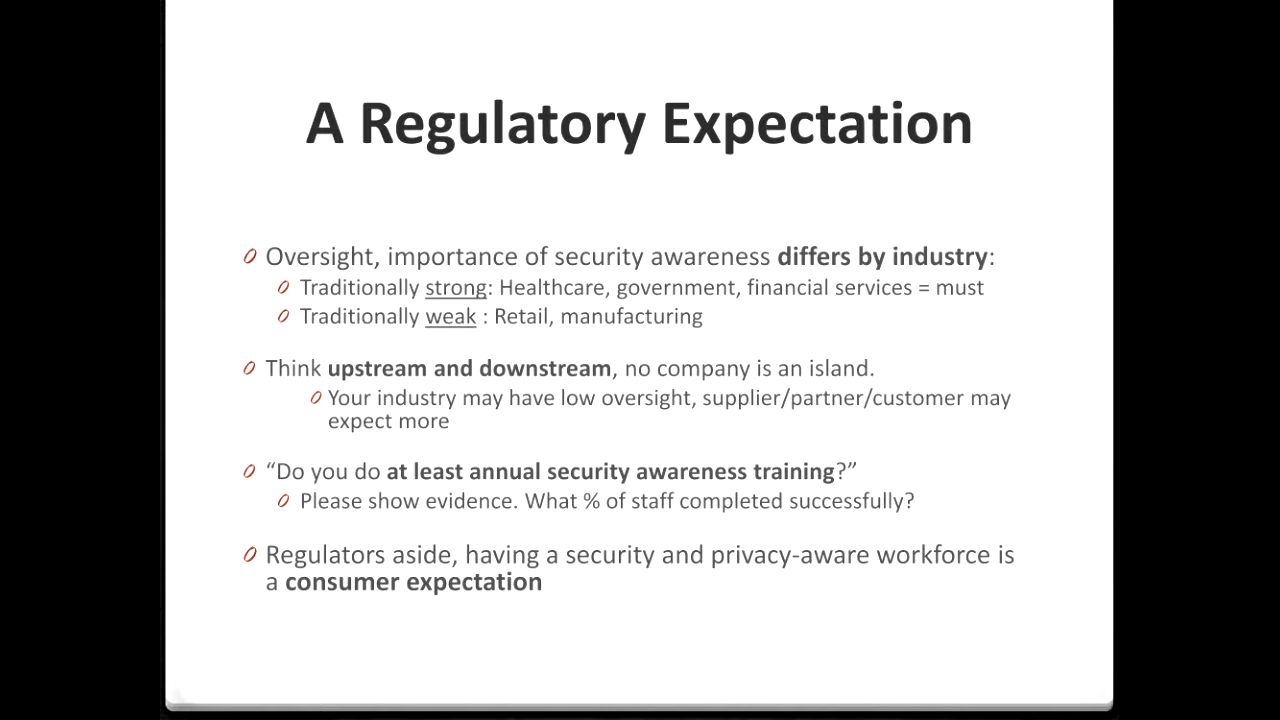 A Regulatory Expectation
Oversight, importance of security awareness differs by industry:
Traditionally strong: Healthcare, government, financial services = must
Traditionally weak : Retail, manufacturing
Think upstream and downstream, no company is an island.
Your industry may have low oversight, supplier/partner/customer may
expect more
“Do you do at least annual security awareness training?”
Please show evidence. What % of staff completed successfully?
Regulators aside, having a security and privacy-aware workforce is
a consumer expectation